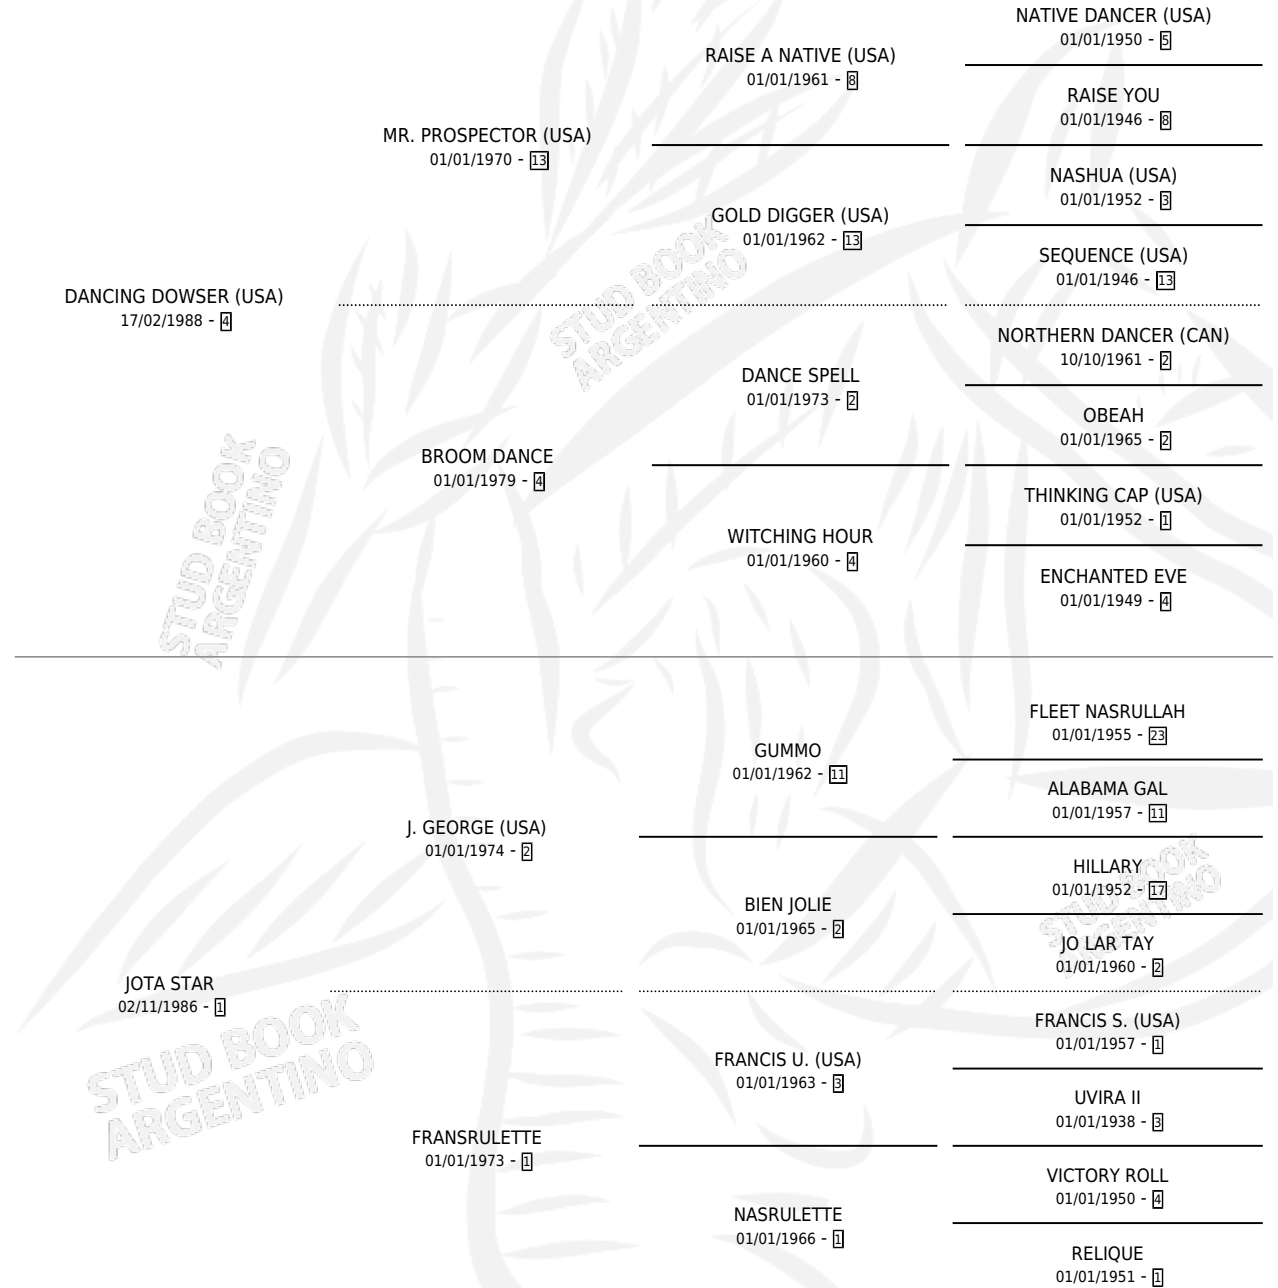 NATIVE DANCER (USA)
01/01/1950 - 5
RAISE A NATIVE (USA)
01/01/1961 - 8
RAISE YOU
01/01/1946 - 8
MR. PROSPECTOR (USA)
01/01/1970 - 13
NASHUA (USA)
01/01/1952 - 3
GOLD DIGGER (USA)
01/01/1962 - 13
SEQUENCE (USA)
01/01/1946 - 13
DANCING DOWSER (USA)
17/02/1988 - 4
STUD BOOK
ARGENTINO
NORTHERN DANCER (CAN)
10/10/1961 - 2
DANCE SPELL
01/01/1973 - 2
OBEAH
01/01/1965 - 2
BROOM DANCE
01/01/1979 - 4
STUD BOOK
ARGENTINO
THINKING CAP (USA)
01/01/1952 - 1
WITCHING HOUR
01/01/1960 - 4
ENCHANTED EVE
01/01/1949 - 4
FLEET NASRULLAH
01/01/1955 - 23
GUMMO
01/01/1962 - 11
ALABAMA GAL
01/01/1957 - 11
J. GEORGE (USA)
01/01/1974 - 2
HILLARY
01/01/1952 - 17
STUD BOOK
ARGENTINO
BIEN JOLIE
01/01/1965 - 2
JO LAR TAY
01/01/1960 - 2
JOTA STAR
02/11/1986 - 1
STUD BOOK
ARGENTINO
FRANCIS S. (USA)
01/01/1957 - 1
FRANCIS U. (USA)
01/01/1963 - 3
UVIRA II
01/01/1938 - 3
FRANSRULETTE
01/01/1973 - 1
VICTORY ROLL
01/01/1950 - 4
NASRULETTE
01/01/1966 - 1
RELIQUE
01/01/1951 - 1